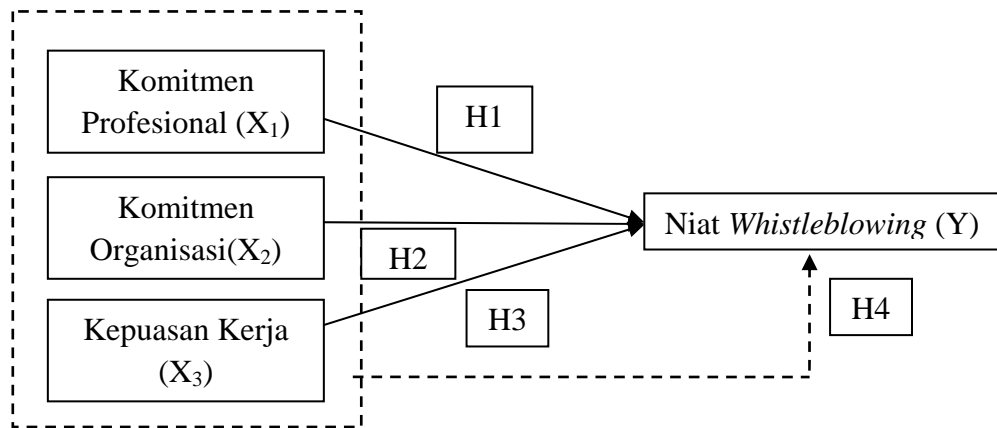 Komitmen
Profesional (X₁)
H1
Komitmen
Organisasi(X₂)
Niat Whistleblowing (Y)
H2
H3
H4
Kepuasan Kerja
(X₃)